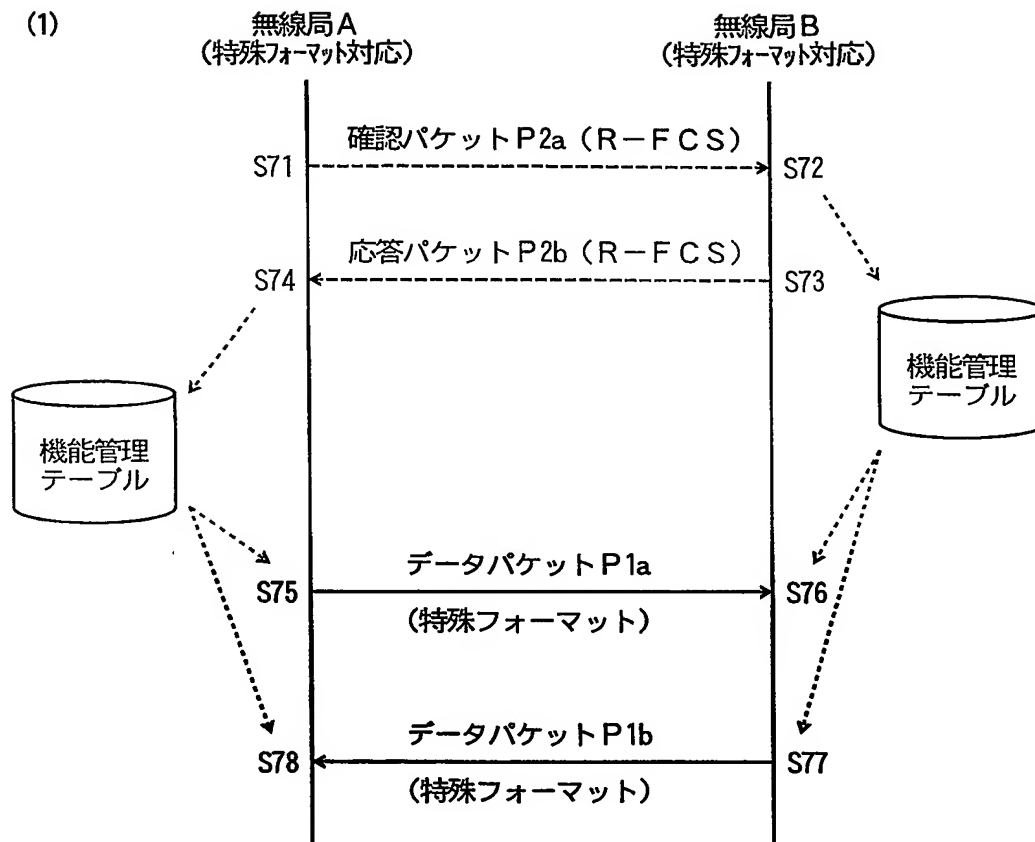 (1)
無線局A
(特殊フォーマット対応)
無線局B
(特殊フォーマット対応)
確認パケットP2a(R-FCS)
S71
S72
応答パケットP2b(R-FCS)
S74
S73
機能管理
テーブル
機能管理
テーブル
データパケットP1a
S75
S76
(特殊フォーマット)
データパケットP1b
S78
S77
(特殊フォーマット)